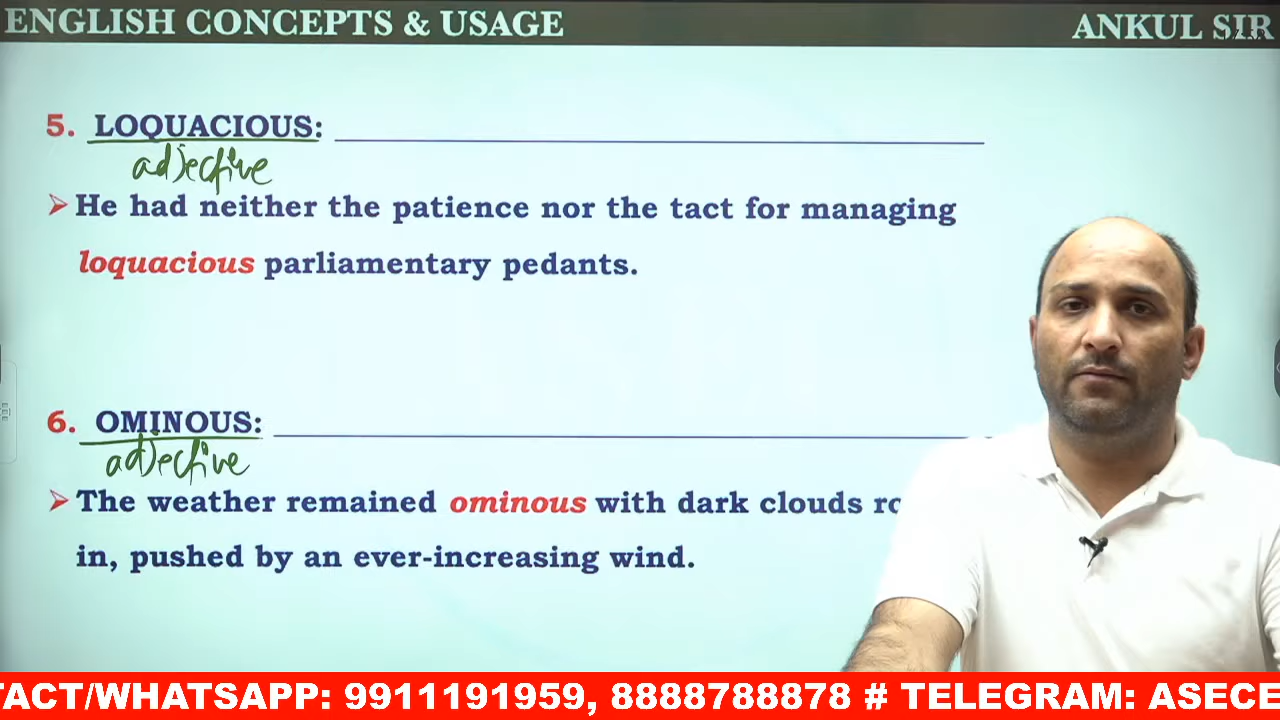 ENGLISH CONCEPTS & USAGE ANKUL SIR
5. LOQUACIOUS:
adjective
He had neither the patience nor the tact for managing
loquacious parliamentary pedants.
6. OMINOUS:
adjective
The weather remained ominous with dark clouds
in, pushed by an ever-increasing wind.
TACT/WHATSAPP: 9911191959, 8888788878 # TELEGRAM: ASECE